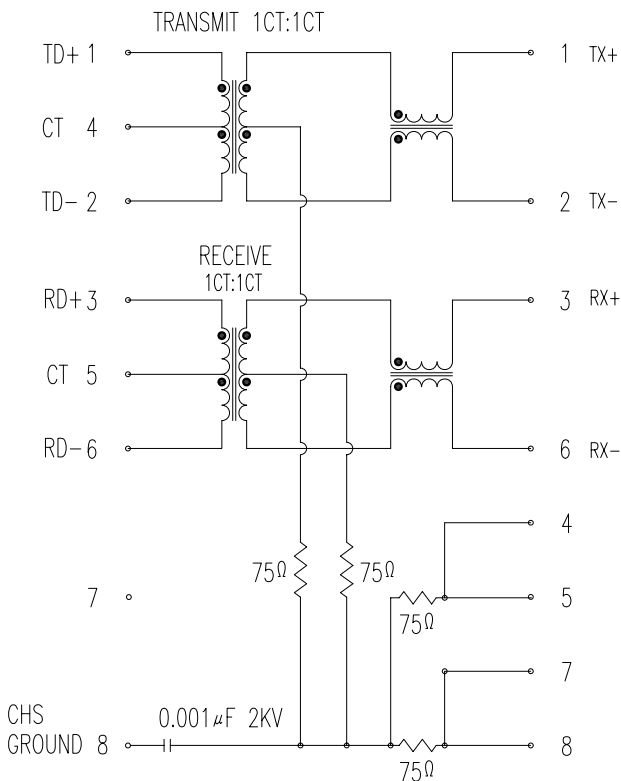 TRANSMIT 1CT:1CT
TD+ 1
1 TX+
CT 4
TD- 2
2 TX-
RECEIVE
1CT:1CT
RD+ 3
3 RX+
CT 5
RD- 6
6 RX-
4
75Ω
75Ω
7
5
75Ω
7
CHS
GROUND 8
0.001μF 2KV
8
75Ω